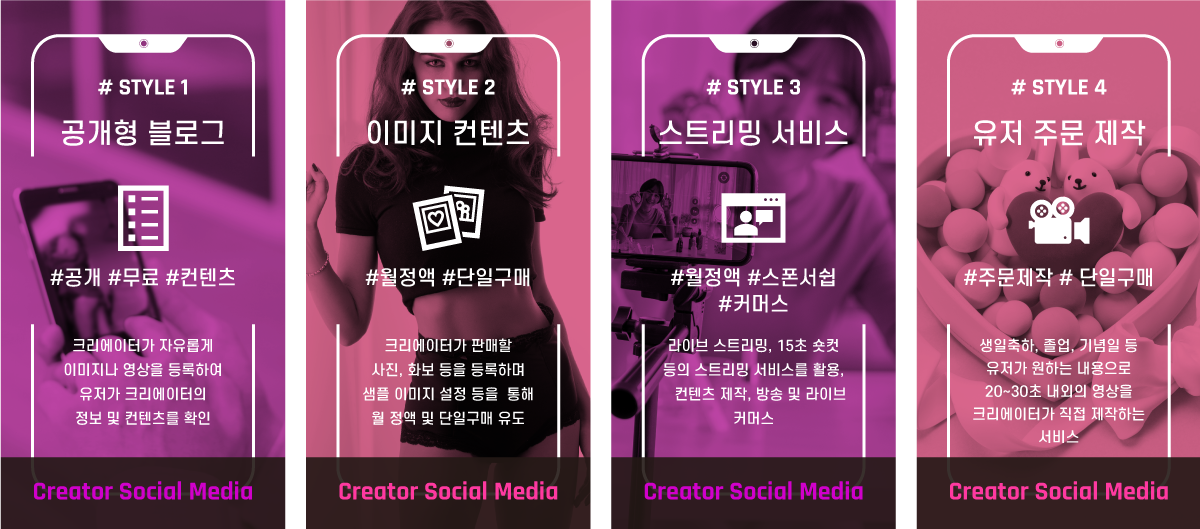 # STYLE 1
공개형 블로그
#공개 #무료 #컨텐츠
크리에이터가 자유롭게
이미지나 영상을 등록하여
유저가 크리에이터의
정보 및 컨텐츠를 확인
Creator Social Media
# STYLE 2
이미지 컨텐츠
#월정액 #단일구매
크리에이터가 판매할
사진, 화보 등을 등록하며
샘플 이미지 설정 등을 통해
월 정액 및 단일구매 유도
Creator Social Media
# STYLE 3
스트리밍 서비스
#월정액 #스폰서쉽
#커머스
라이브 스트리밍, 15초 숏컷
등의 스트리밍 서비스를 활용,
컨텐츠 제작, 방송 및 라이브
커머스
Creator Social Media
# STYLE 4
유저 주문 제작
#주문제작 # 단일구매
생일축하, 졸업, 기념일 등
유저가 원하는 내용으로
20~30초 내외의 영상을
크리에이터가 직접 제작하는
서비스
Creator Social Media